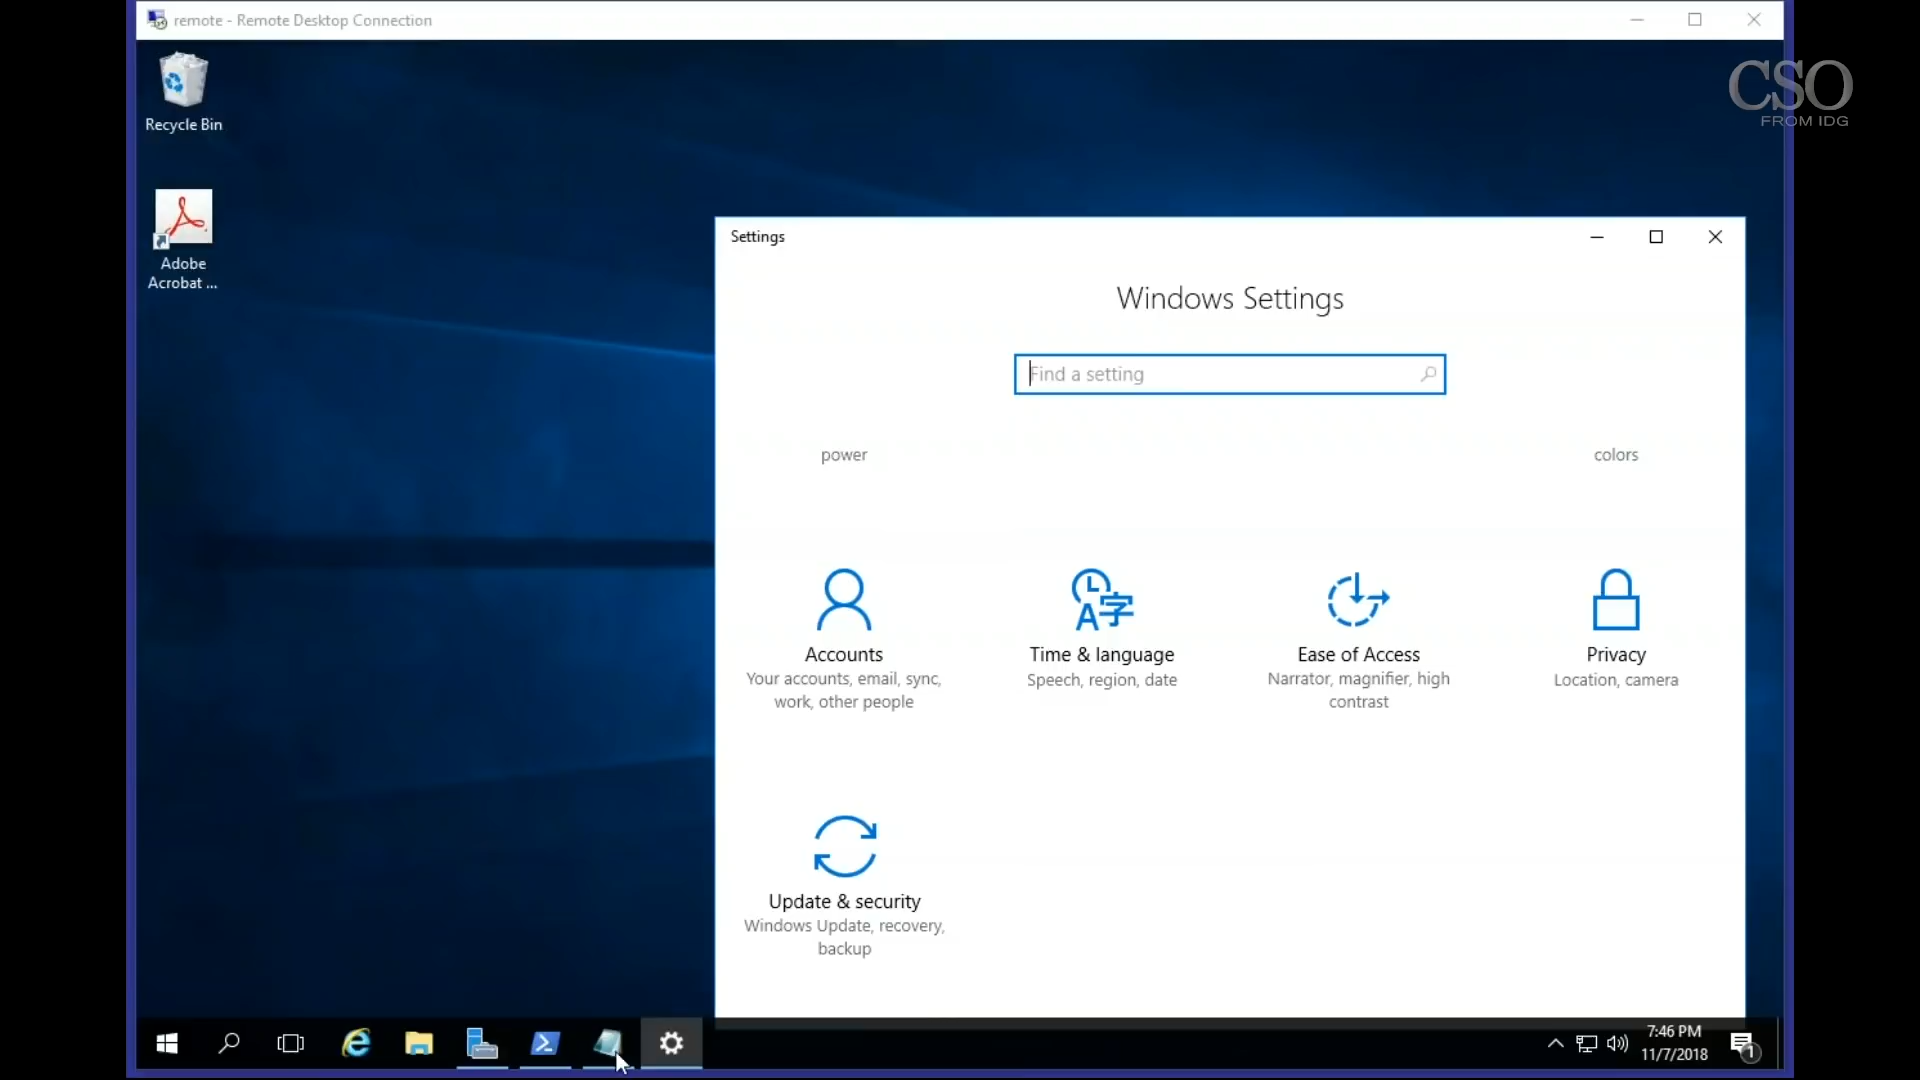 remote - Remote Desktop Connection
CSO
FROM IDG
Recycle Bin
Adobe
Acrobat ...
Settings
Windows Settings
Find a setting
power
colors
Accounts
Your accounts, email, sync,
work, other people
Time & language
Speech, region, date
Ease of Access
Narrator, magnifier, high
contrast
Privacy
Location, camera
Update & security
Windows Update, recovery,
backup
7:46 PM
11/7/2018
1